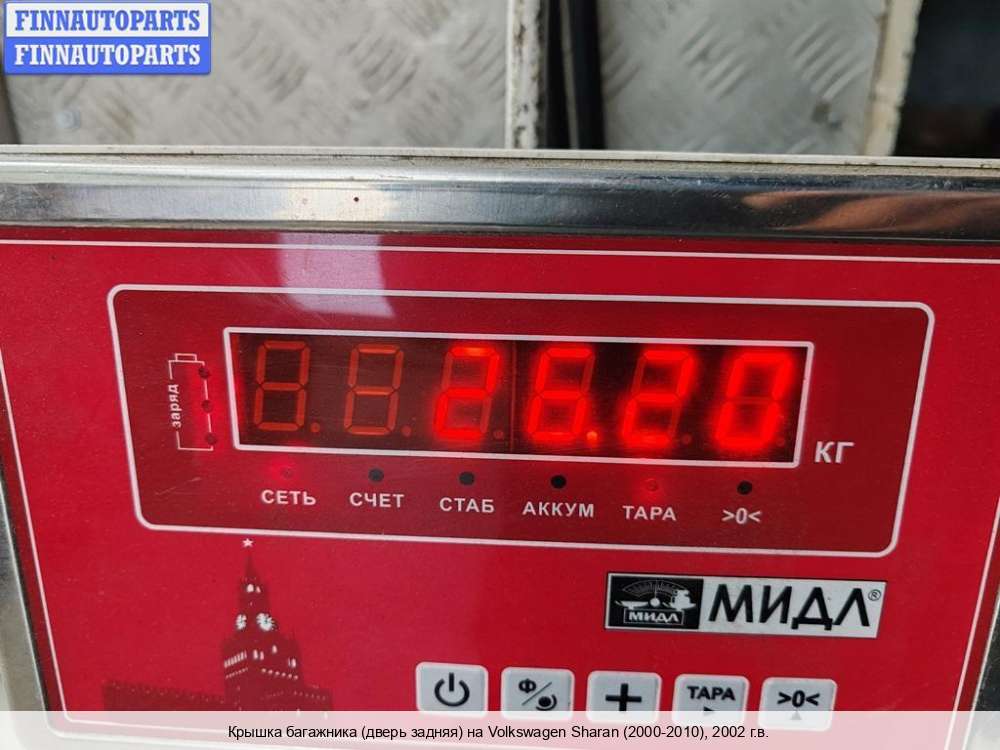 FINNAUTOPARTS
FINNAUTOPARTS
заряд
26.20
КГ
СЕТЬ СЧЕТ СТАБ АККУМ ТАРА >0<
МИДЛ МИДЛ®
Ф ТАРА >0<
Крышка багажника (дверь задняя) на Volkswagen Sharan (2000-2010), 2002 г.в.